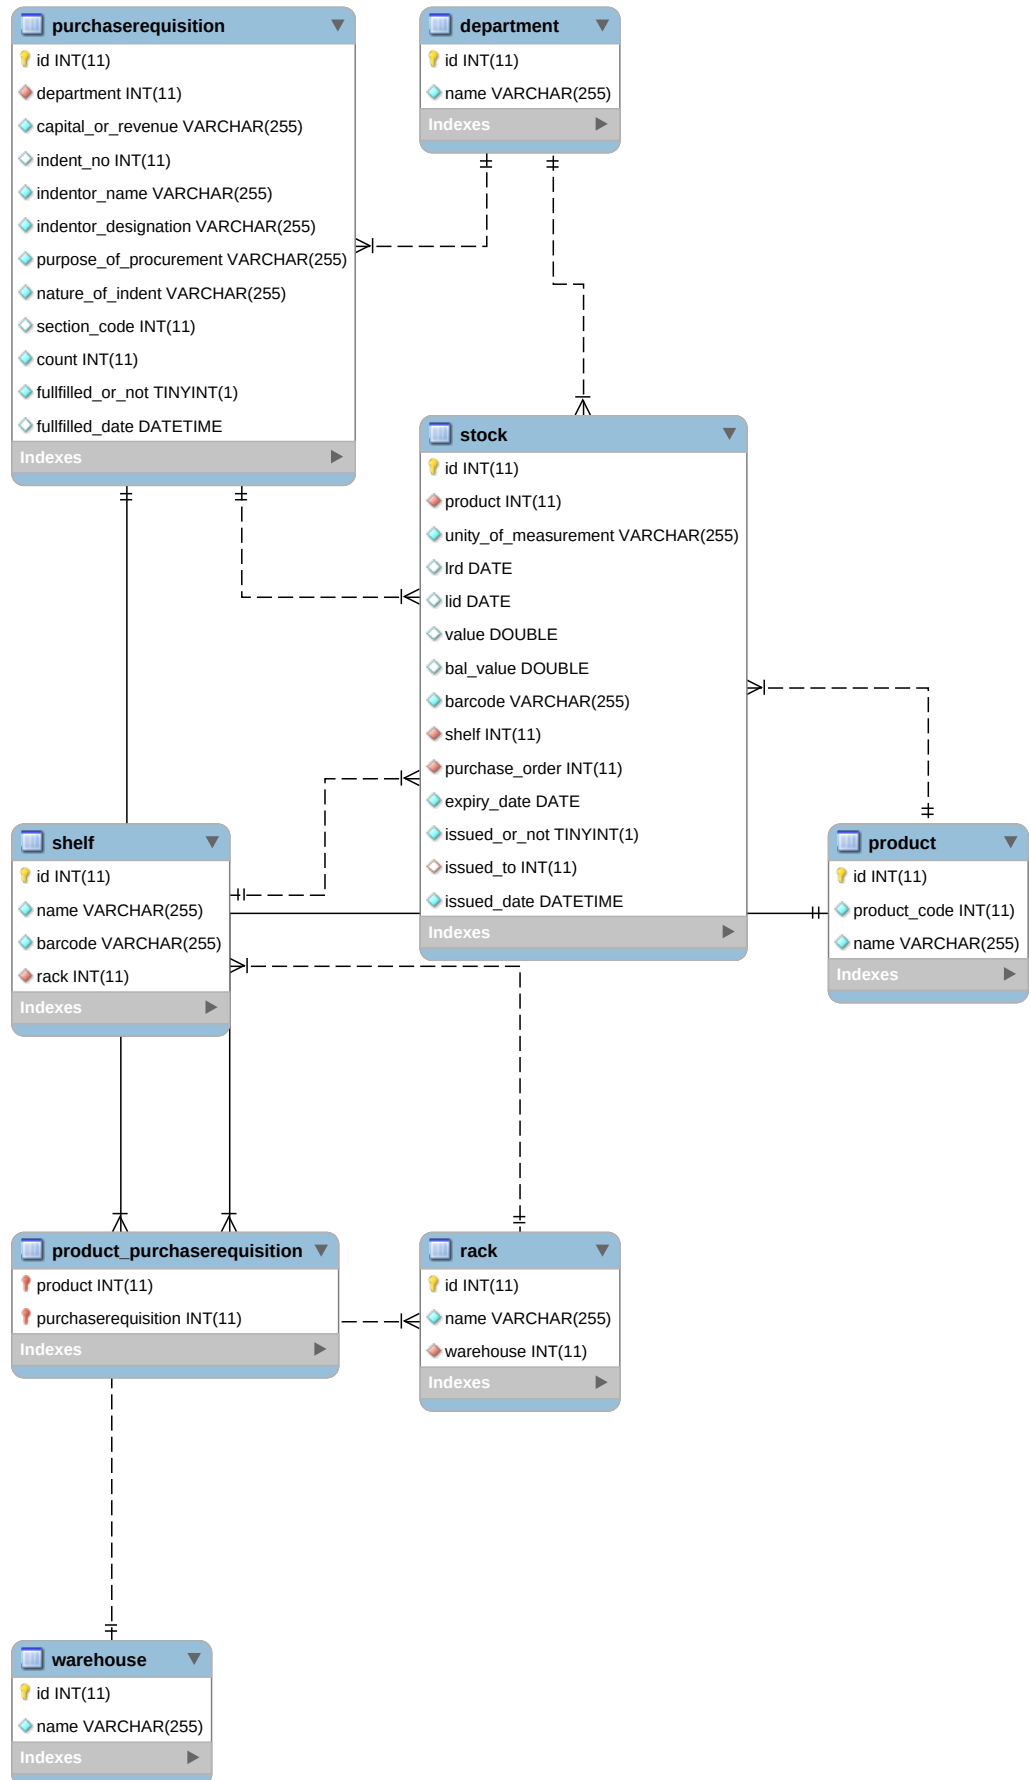 purchaserequisition
id INT(11)
department INT(11)
capital_or_revenue VARCHAR(255)
indent_no INT(11)
indentor_name VARCHAR(255)
indentor_designation VARCHAR(255)
purpose_of_procurement VARCHAR(255)
nature_of_indent VARCHAR(255)
section_code INT(11)
count INT(11)
fullfilled_or_not TINYINT(1)
fullfilled_date DATETIME
Indexes
department
id INT(11)
name VARCHAR(255)
Indexes
stock
id INT(11)
product INT(11)
unity_of_measurement VARCHAR(255)
lrd DATE
lid DATE
value DOUBLE
bal_value DOUBLE
barcode VARCHAR(255)
shelf INT(11)
purchase_order INT(11)
expiry_date DATE
issued_or_not TINYINT(1)
issued_to INT(11)
issued_date DATETIME
Indexes
shelf
id INT(11)
name VARCHAR(255)
barcode VARCHAR(255)
rack INT(11)
Indexes
product
id INT(11)
product_code INT(11)
name VARCHAR(255)
Indexes
product_purchaserequisition
product INT(11)
purchaserequisition INT(11)
Indexes
rack
id INT(11)
name VARCHAR(255)
warehouse INT(11)
Indexes
warehouse
id INT(11)
name VARCHAR(255)
Indexes